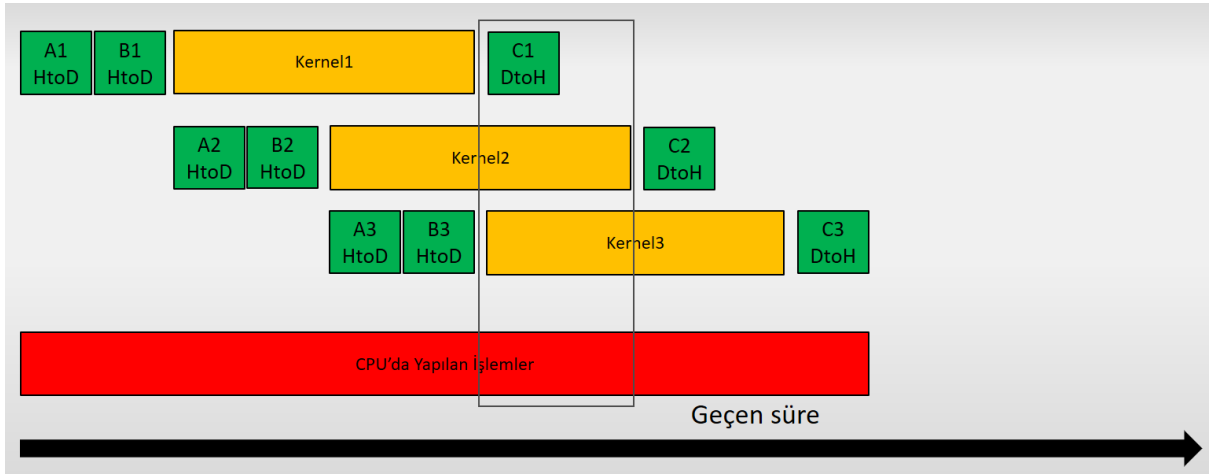 A1
HtoD
B1
HtoD
Kernel1
C1
DtoH
A2
HtoD
B2
HtoD
Kernel2
C2
DtoH
A3
HtoD
B3
HtoD
Kernel3
C3
DtoH
CPU'da Yapılan İşlemler
Geçen süre